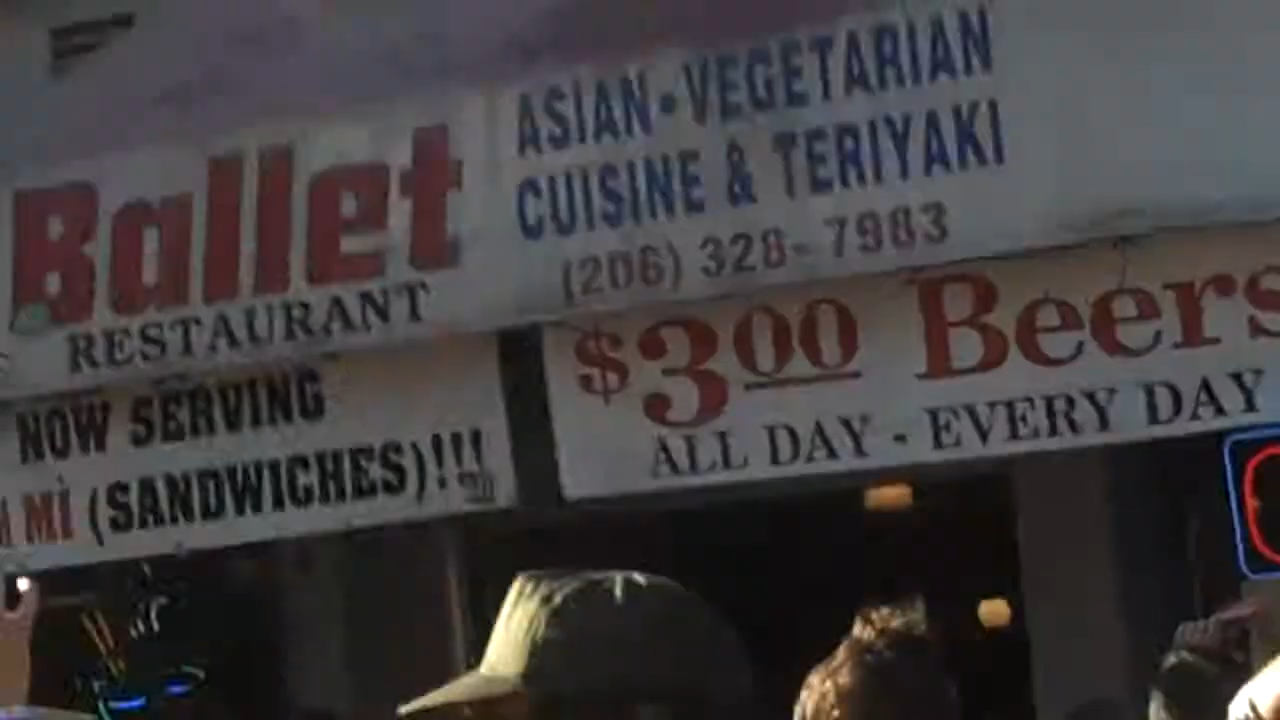 Ballet
RESTAURANT
ASIAN-VEGETARIAN
CUISINE & TERIYAKI
(206) 328-7983
NOW SERVING
MÌ (SANDWICHES)!!!
$3.00 Beers
ALL DAY - EVERY DAY